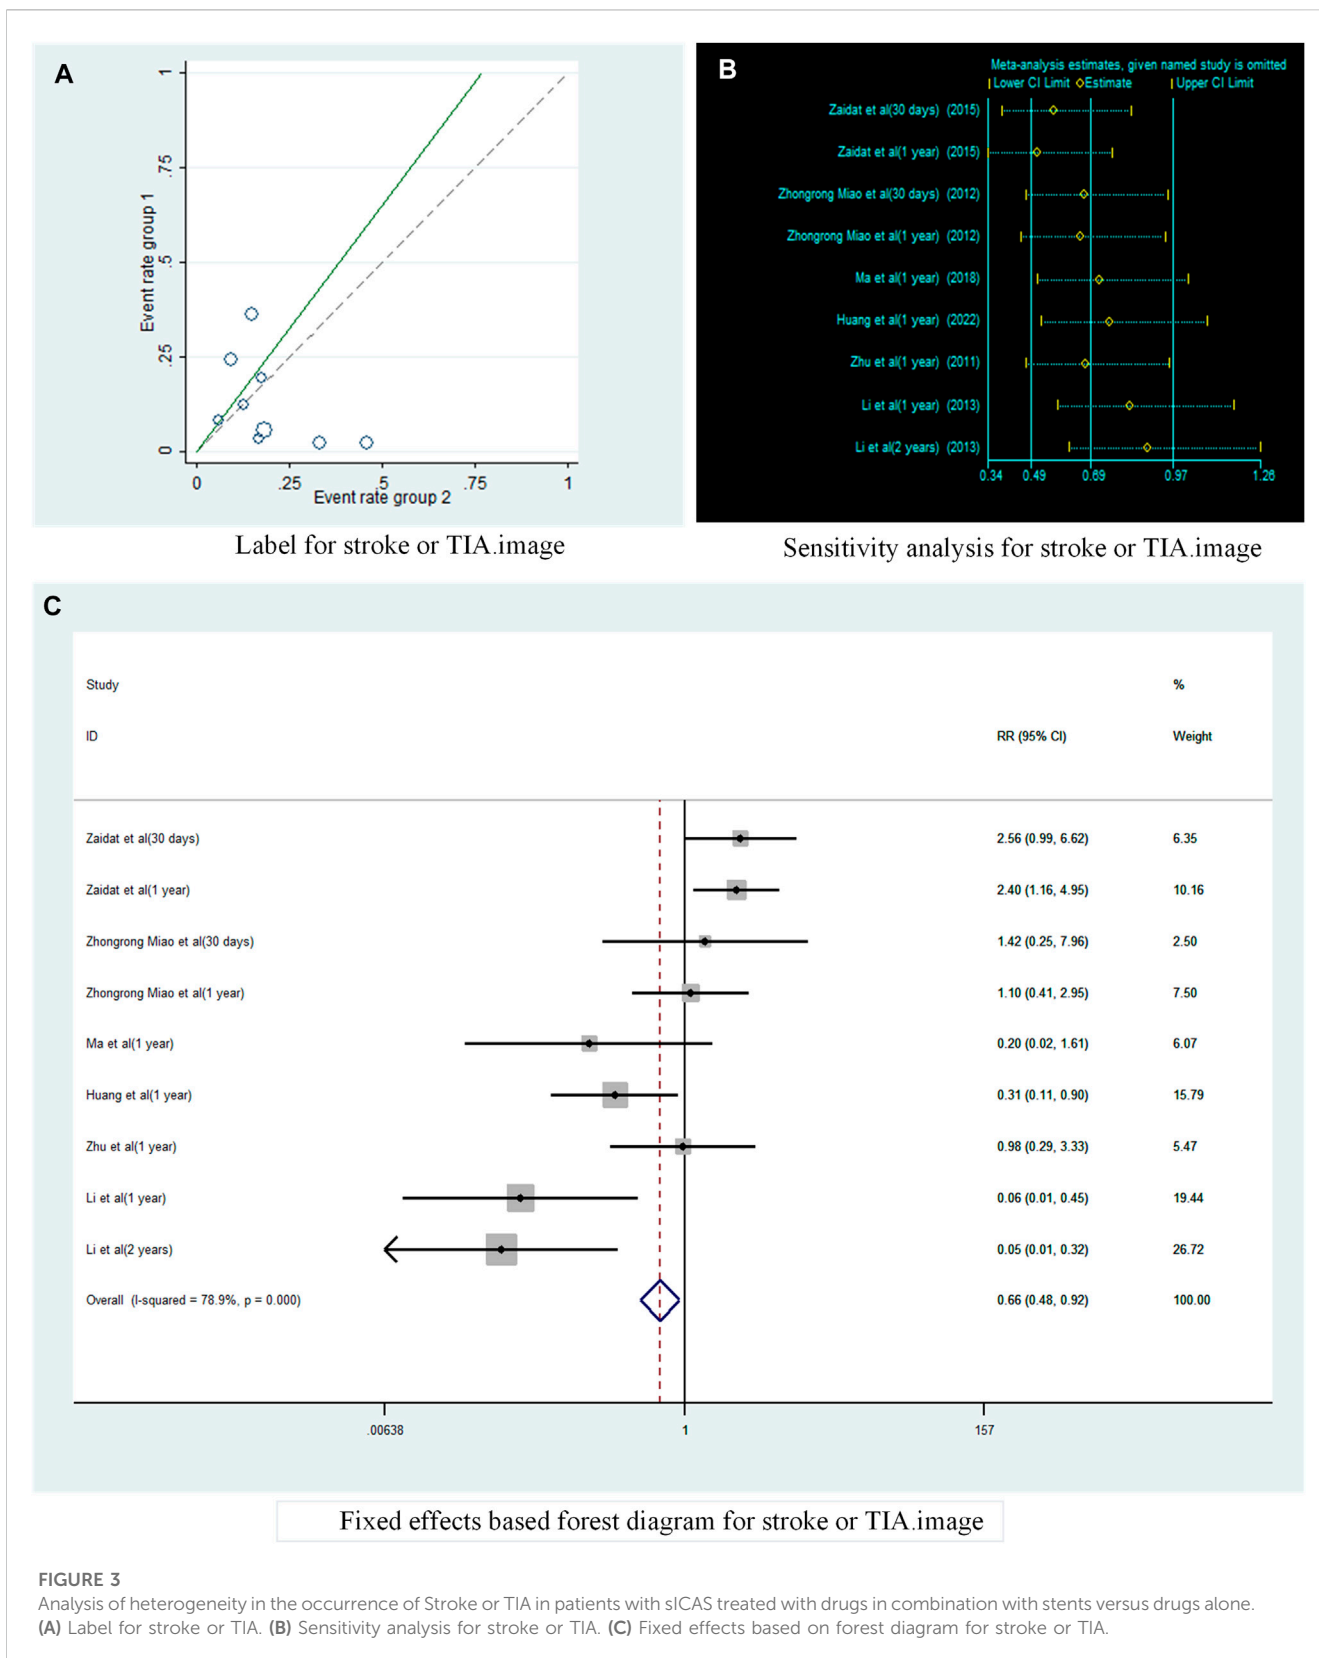 A
1
.75
.5
.25
0
Event rate group 1
0 .25 .5 .75 1
Event rate group 2
Label for stroke or TIA.image
B
Meta-analysis estimates, given named study is omitted
Lower CI Limit Estimate Upper CI Limit
Zaidat et al(30 days) (2015)
Zaidat et al(1 year) (2015)
Zhongrong Miao et al(30 days) (2012)
Zhongrong Miao et al(1 year) (2012)
Ma et al(1 year) (2018)
Huang et al(1 year) (2022)
Zhu et al(1 year) (2011)
Li et al(1 year) (2013)
Li et al(2 years) (2013)
0.34 0.49 0.69 0.97 1.26
Sensitivity analysis for stroke or TIA.image
C
Study %
ID RR (95% CI) Weight
Zaidat et al(30 days) 2.56 (0.99, 6.62) 6.35
Zaidat et al(1 year) 2.40 (1.16, 4.95) 10.16
Zhongrong Miao et al(30 days) 1.42 (0.25, 7.96) 2.50
Zhongrong Miao et al(1 year) 1.10 (0.41, 2.95) 7.50
Ma et al(1 year) 0.20 (0.02, 1.61) 6.07
Huang et al(1 year) 0.31 (0.11, 0.90) 15.79
Zhu et al(1 year) 0.98 (0.29, 3.33) 5.47
Li et al(1 year) 0.06 (0.01, 0.45) 19.44
Li et al(2 years) 0.05 (0.01, 0.32) 26.72
Overall (I-squared = 78.9%, p = 0.000) 0.66 (0.48, 0.92) 100.00
.00638 1 157
Fixed effects based forest diagram for stroke or TIA.image
FIGURE 3
Analysis of heterogeneity in the occurrence of Stroke or TIA in patients with sICAS treated with drugs in combination with stents versus drugs alone.
(A) Label for stroke or TIA. (B) Sensitivity analysis for stroke or TIA. (C) Fixed effects based on forest diagram for stroke or TIA.